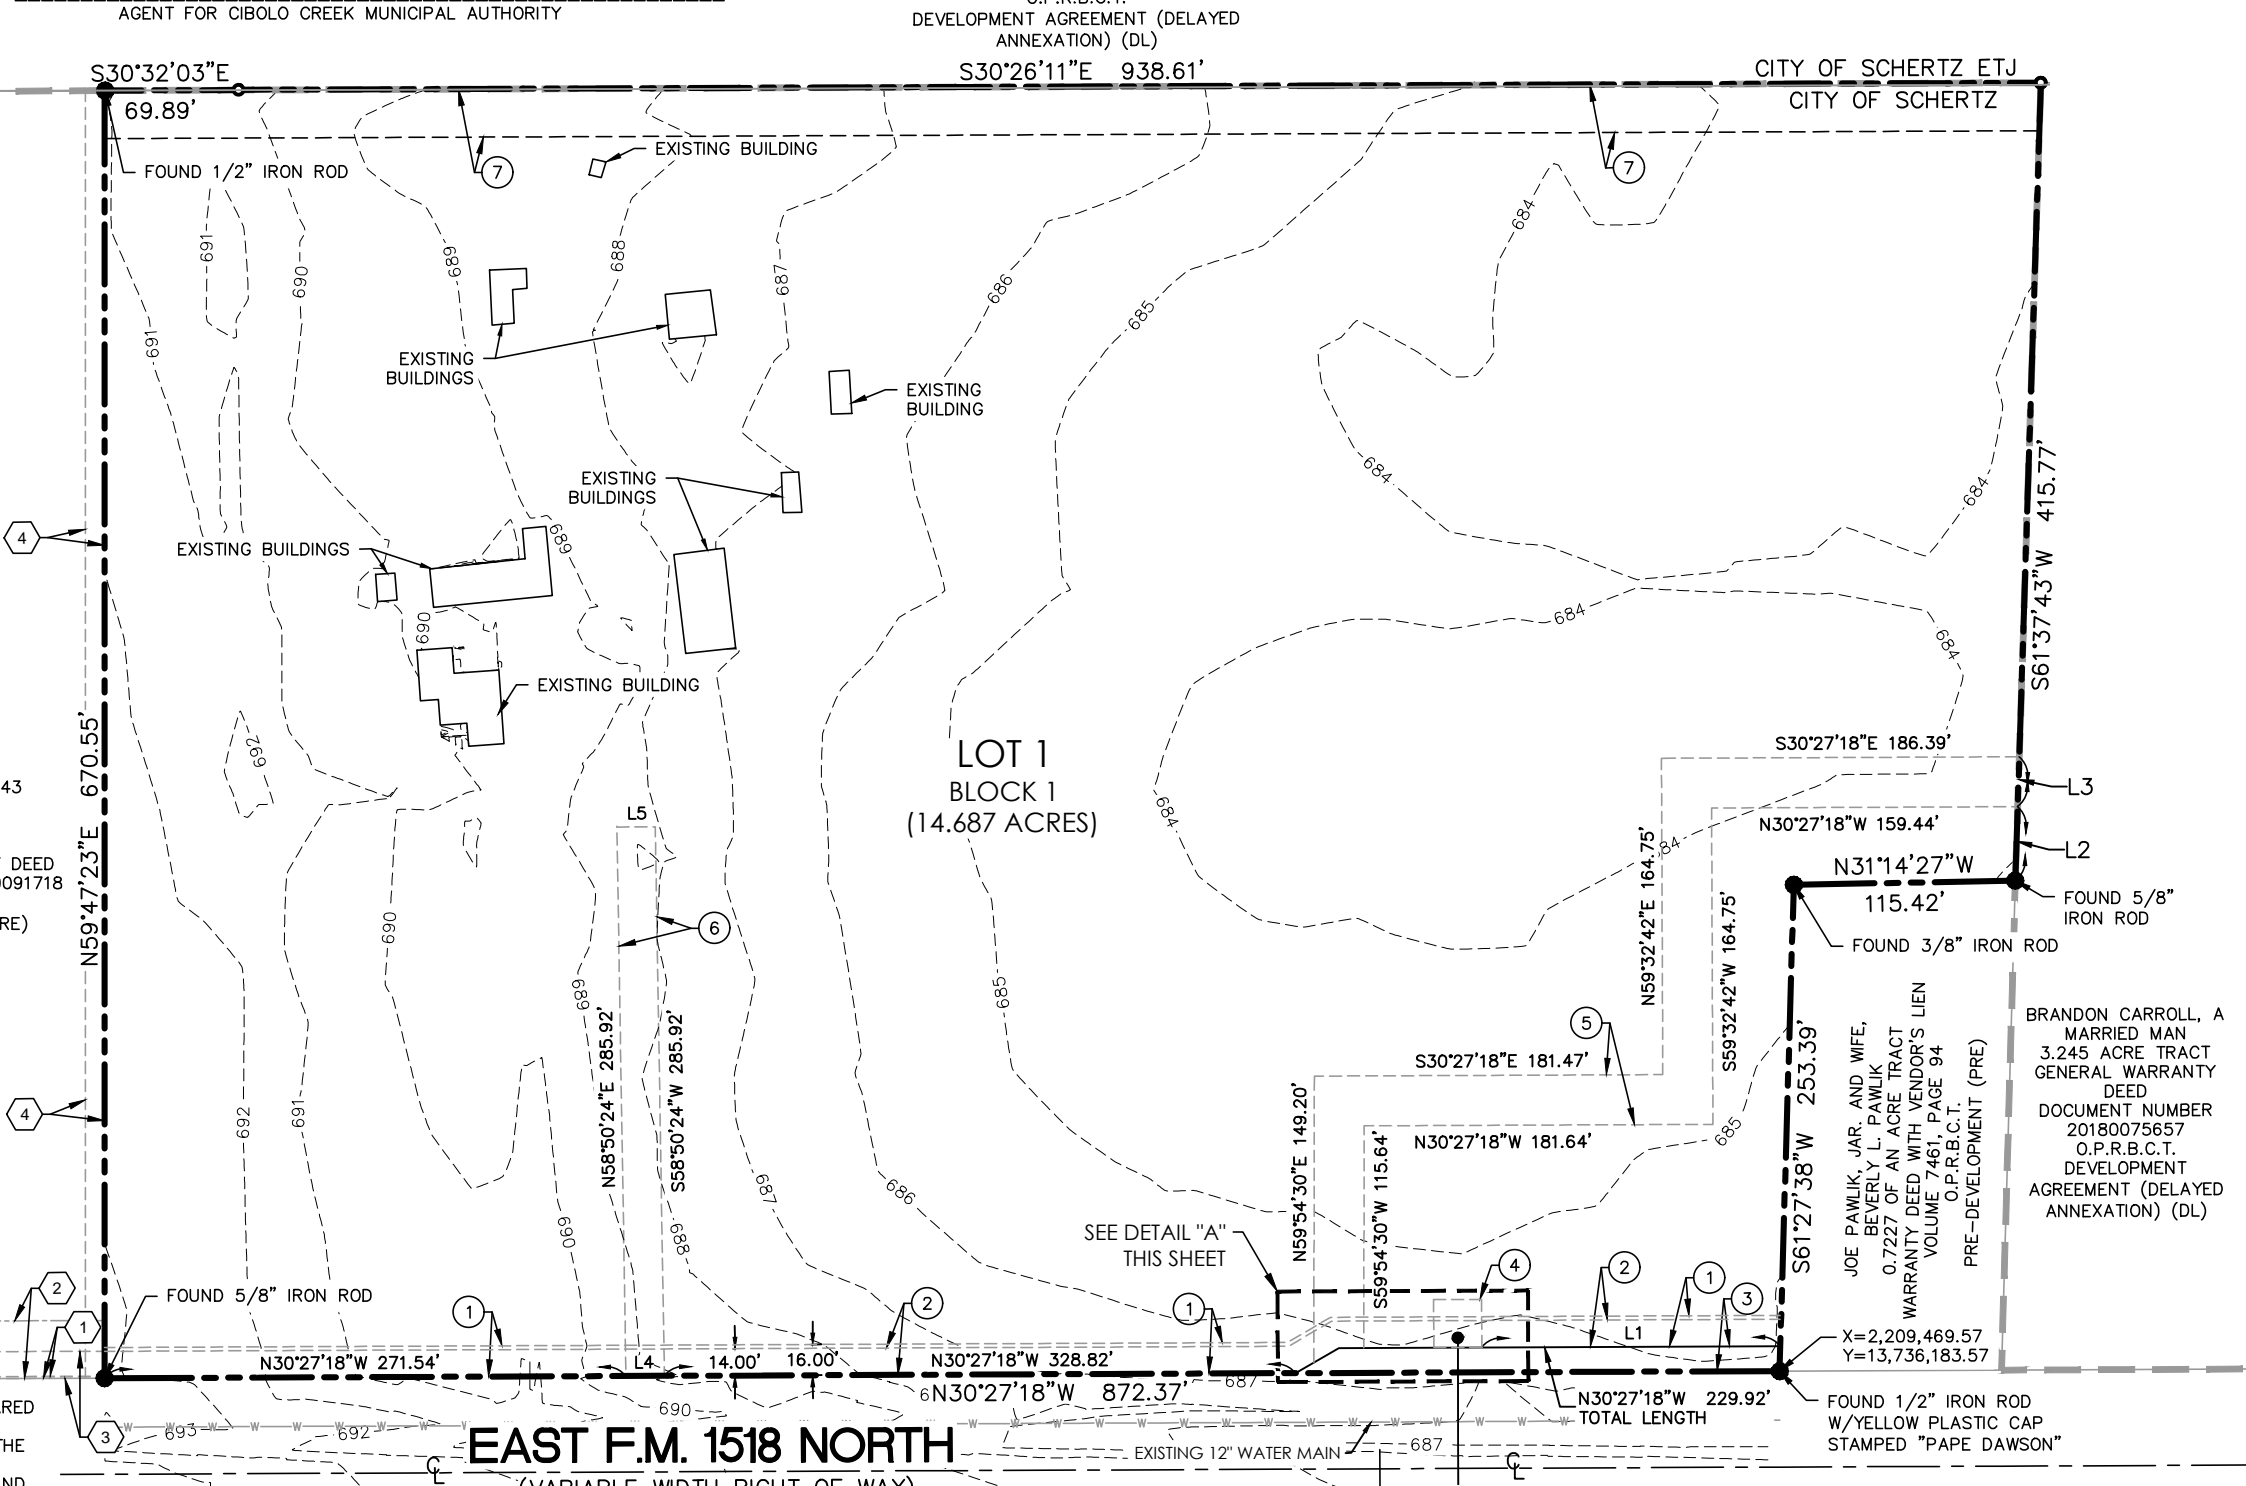 AGENT FOR CIBOLO CREEK MUNICIPAL AUTHORITY
O.P.R.B.C.T.
DEVELOPMENT AGREEMENT (DELAYED
ANNEXATION) (DL)
S30°32'03"E
69.89'
S30°26'11"E 938.61'
CITY OF SCHERTZ ETJ
CITY OF SCHERTZ
FOUND 1/2" IRON ROD
7
EXISTING BUILDING
7
691
690
689
688
687
686
685
684
691
EXISTING
BUILDINGS
EXISTING
BUILDING
EXISTING
BUILDINGS
EXISTING BUILDINGS
689
690
684
684
684
684
684
84
4
S61°37'43"W 415.77'
EXISTING BUILDING
692
N59°47'23"E 670.55'
43
DEED
0091718
RE)
LOT 1
BLOCK 1
(14.687 ACRES)
L5
6
S30°27'18"E 186.39'
L3
N30°27'18"W 159.44'
L2
N59°32'42"E 164.75'
S59°32'42"W 164.75'
N31°14'27"W
115.42'
FOUND 5/8"
IRON ROD
FOUND 3/8" IRON ROD
690
689
685
N58°50'24"E 285.92'
S58°50'24"W 285.92'
5
S30°27'18"E 181.47'
N30°27'18"W 181.64'
N59°54'30"E 149.20'
S59°54'30"W 115.64'
685
S61°27'38"W 253.39'
JOE PAWLIK, JAR. AND WIFE,
BEVERLY L. PAWLIK
0.7227 OF AN ACRE TRACT
WARRANTY DEED WITH VENDOR'S LIEN
VOLUME 7461, PAGE 94
O.P.R.B.C.T.
PRE-DEVELOPMENT (PRE)
BRANDON CARROLL, A
MARRIED MAN
3.245 ACRE TRACT
GENERAL WARRANTY
DEED
DOCUMENT NUMBER
20180075657
O.P.R.B.C.T.
DEVELOPMENT
AGREEMENT (DELAYED
ANNEXATION) (DL)
4
692
691
690
688
687
686
SEE DETAIL "A"
THIS SHEET
2
1
3
FOUND 5/8" IRON ROD
1
2
1
4
2
1
3
L1
X=2,209,469.57
Y=13,736,183.57
N30°27'18"W 271.54'
L4
14.00'
16.00'
N30°27'18"W 328.82'
N30°27'18"W 872.37'
687
N30°27'18"W 229.92'
TOTAL LENGTH
FOUND 1/2" IRON ROD
W/YELLOW PLASTIC CAP
STAMPED "PAPE DAWSON"
RED
THE
ND
693
692
690
6
W W W W W W W W
W W W W W W W W W W W W W W W
EAST F.M. 1518 NORTH
(VARIABLE WIDTH RIGHT OF WAY)
EXISTING 12" WATER MAIN
687